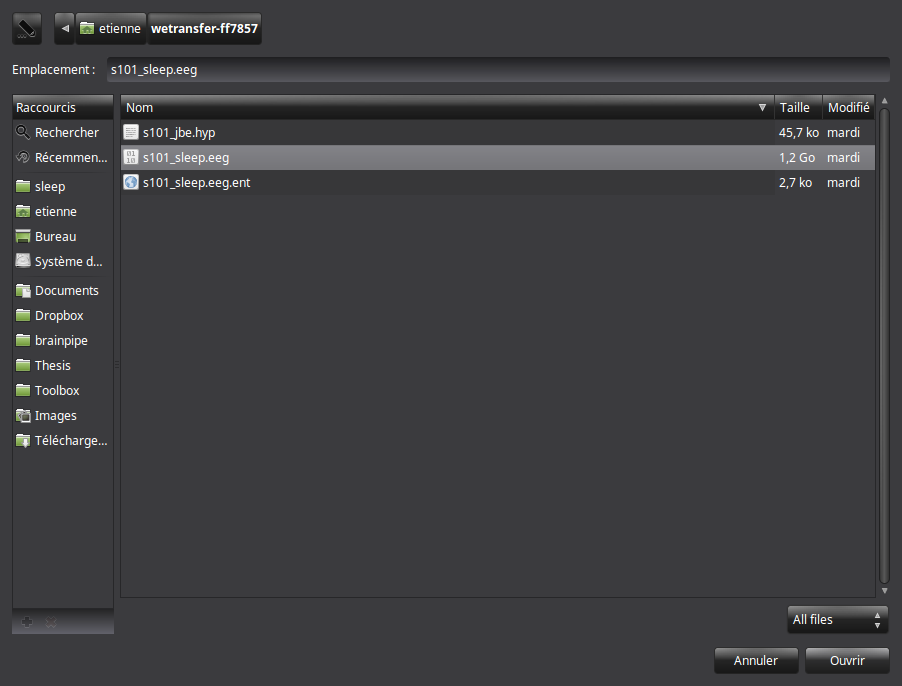 etienne wetransfer-ff7857
Emplacement : s101_sleep.eeg
Raccourcis
Rechercher
Récemmen...
sleep
etienne
Bureau
Système d...
Documents
Dropbox
brainpipe
Thesis
Toolbox
Images
Télécharge...
Nom Taille Modifié
s101_jbe.hyp 45,7 ko mardi
s101_sleep.eeg 1,2 Go mardi
s101_sleep.eeg.ent 2,7 ko mardi
All files
Annuler Ouvrir